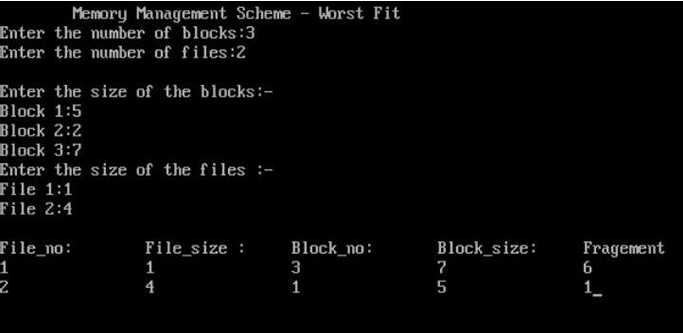 Memory Management Scheme - Worst Fit
Enter the number of blocks:3
Enter the number of files:2
Enter the size of the blocks:-
Block 1:5
Block 2:2
Block 3:7
Enter the size of the files :-
File 1:1
File 2:4
File_no: File_size : Block_no: Block_size: Fragement
1 1 3 7 6
2 4 1 5 1_